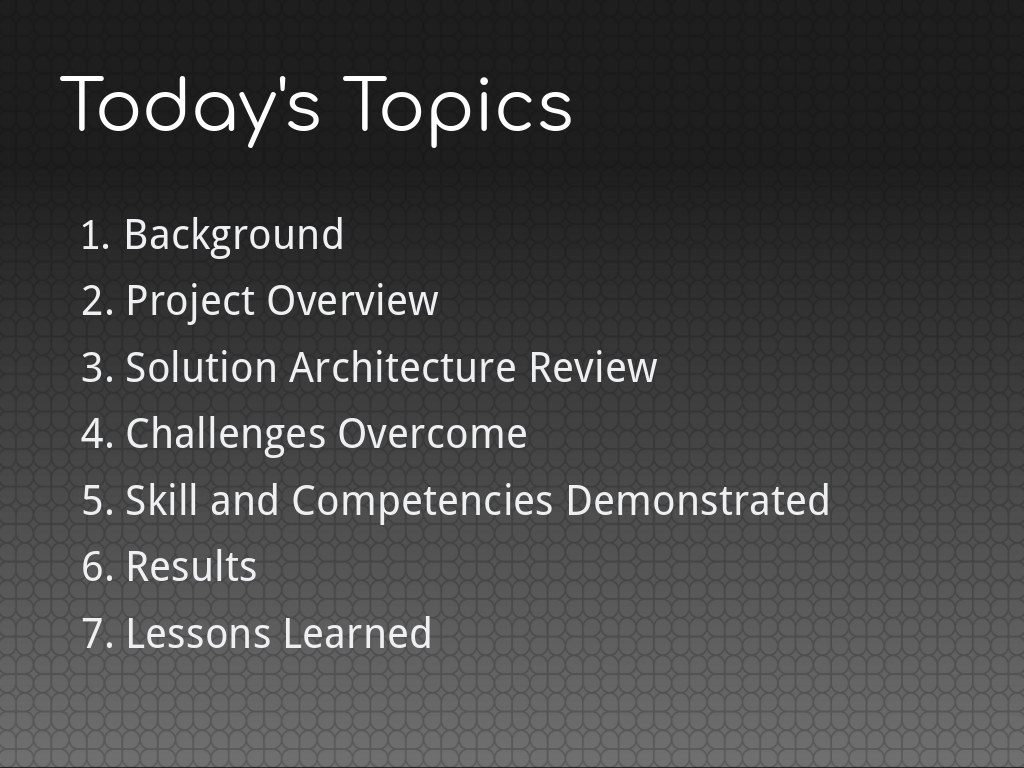 Today's Topics
1. Background
2. Project Overview
3. Solution Architecture Review
4. Challenges Overcome
5. Skill and Competencies Demonstrated
6. Results
7. Lessons Learned